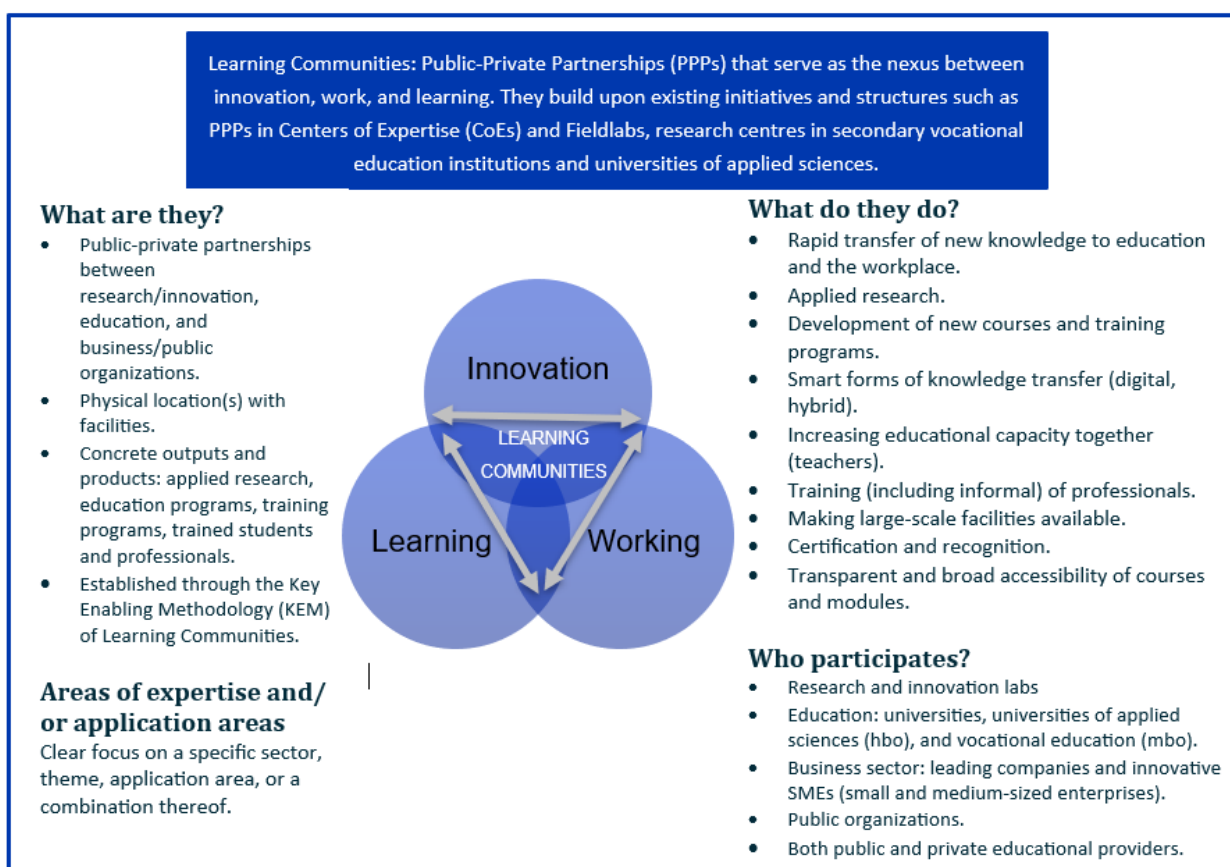 Learning Communities: Public-Private Partnerships (PPPs) that serve as the nexus between
innovation, work, and learning. They build upon existing initiatives and structures such as
PPPs in Centers of Expertise (CoEs) and Fieldlabs, research centres in secondary vocational
education institutions and universities of applied sciences.
What are they?
• Public-private partnerships
between
research/innovation,
education, and
business/public
organizations.
• Physical location(s) with
facilities.
• Concrete outputs and
products: applied research,
education programs, training
programs, trained students
and professionals.
• Established through the Key
Enabling Methodology (KEM)
of Learning Communities.
Areas of expertise and/
or application areas
Clear focus on a specific sector,
theme, application area, or a
combination thereof.
Innovation
LEARNING
COMMUNITIES
Learning
Working
What do they do?
• Rapid transfer of new knowledge to education
and the workplace.
• Applied research.
• Development of new courses and training
programs.
• Smart forms of knowledge transfer (digital,
hybrid).
• Increasing educational capacity together
(teachers).
• Training (including informal) of professionals.
• Making large-scale facilities available.
• Certification and recognition.
• Transparent and broad accessibility of courses
and modules.
Who participates?
• Research and innovation labs
• Education: universities, universities of applied
sciences (hbo), and vocational education (mbo).
• Business sector: leading companies and innovative
SMEs (small and medium-sized enterprises).
• Public organizations.
• Both public and private educational providers.